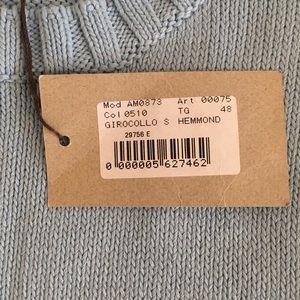 Mod AM0873 Art 00075
Col 0510 TG 48
GIROCOLLO S HEMMOND
29756 E
0 000005 627462